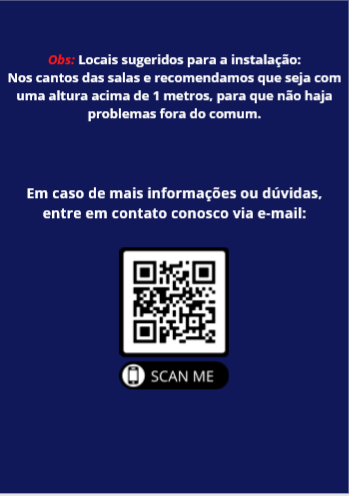 Obs: Locais sugeridos para a instalação:
Nos cantos das salas e recomendamos que seja com
uma altura acima de 1 metros, para que não haja
problemas fora do comum.
Em caso de mais informações ou dúvidas,
entre em contato conosco via e-mail:
SCAN ME